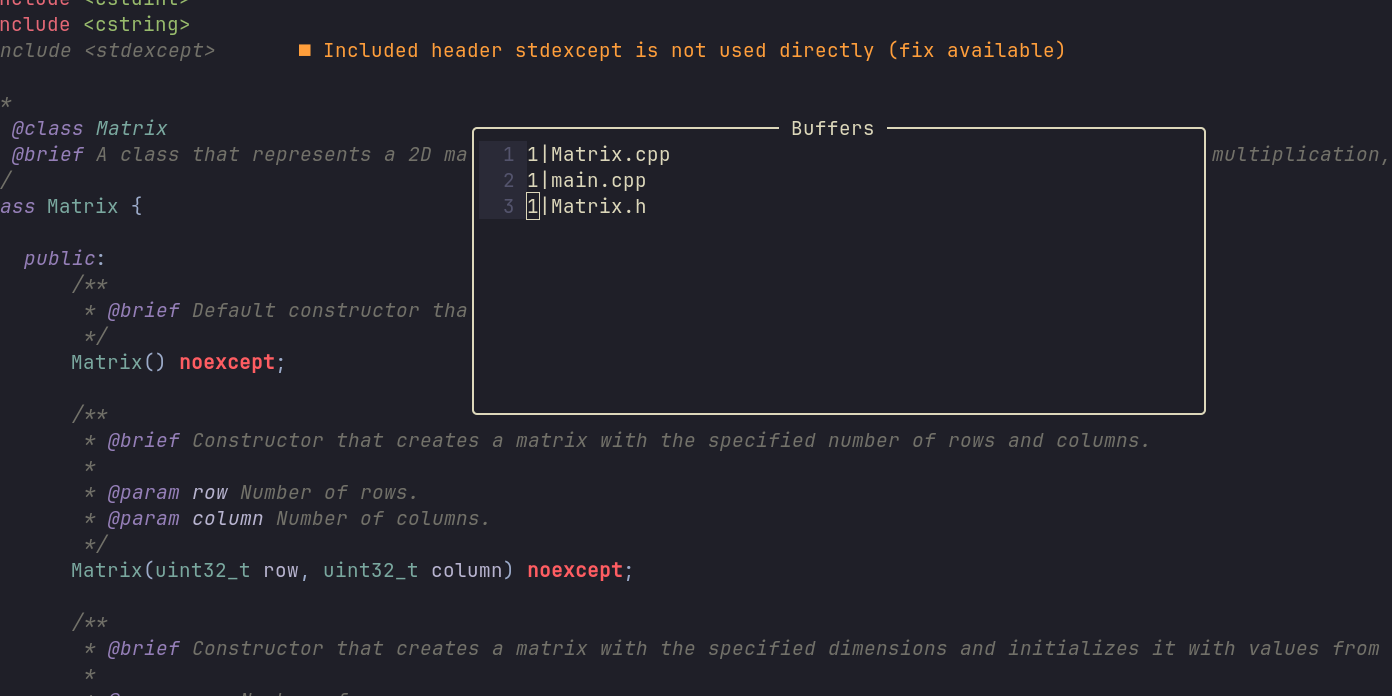 nclude <cstdint>
nclude <cstring>
nclude <stdexcept> ■ Included header stdexcept is not used directly (fix available)
*
@class Matrix
@brief A class that represents a 2D ma multiplication,
/
ass Matrix {
public:
/**
* @brief Default constructor tha
*/
Matrix() noexcept;
Buffers
1 1|Matrix.cpp
2 1|main.cpp
3 1|Matrix.h
/**
* @brief Constructor that creates a matrix with the specified number of rows and columns.
*
* @param row Number of rows.
* @param column Number of columns.
*/
Matrix(uint32_t row, uint32_t column) noexcept;
/**
* @brief Constructor that creates a matrix with the specified dimensions and initializes it with values from
*